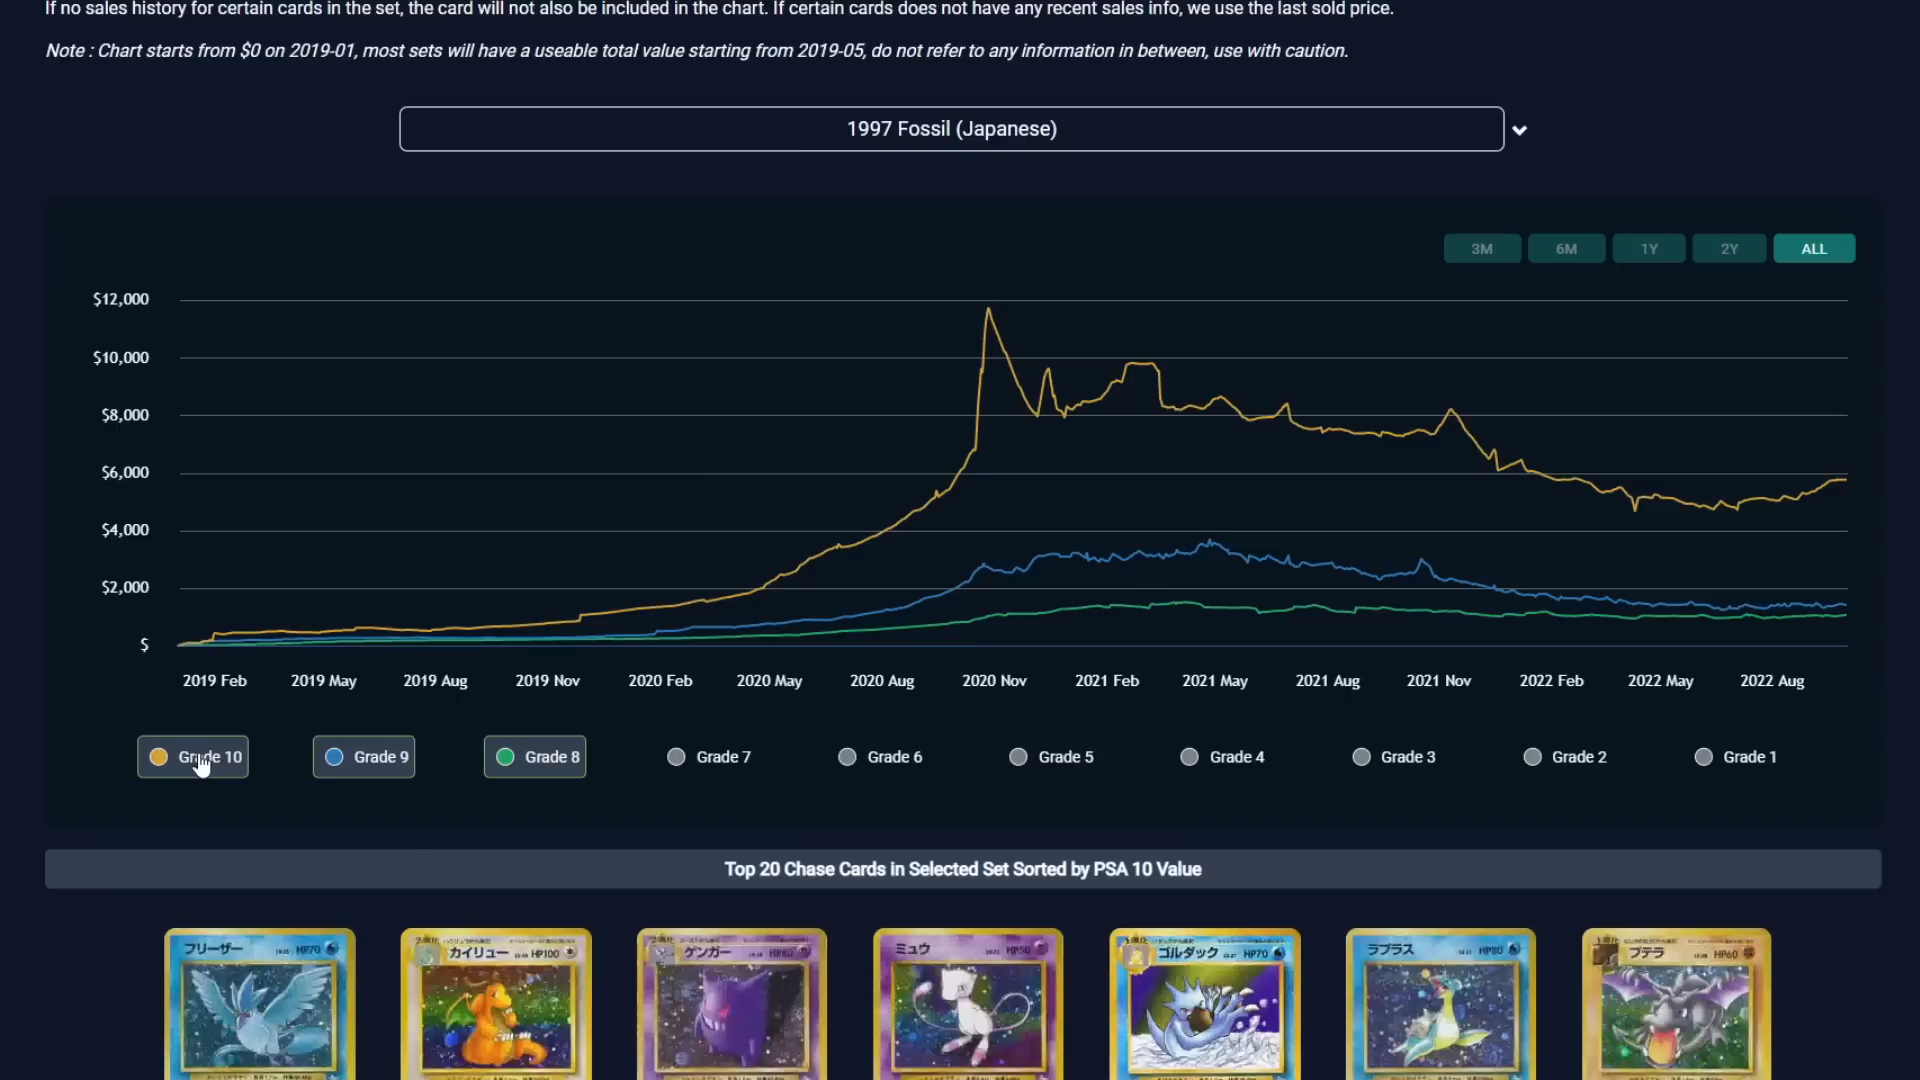 If no sales history for certain cards in the set, the card will not also be included in the chart. If certain cards does not have any recent sales info, we use the last sold price.
Note : Chart starts from $0 on 2019-01, most sets will have a useable total value starting from 2019-05, do not refer to any information in between, use with caution.
1997 Fossil (Japanese)
3M 6M 1Y 2Y ALL
$12,000
$10,000
$8,000
$6,000
$4,000
$2,000
$
2019 Feb 2019 May 2019 Aug 2019 Nov 2020 Feb 2020 May 2020 Aug 2020 Nov 2021 Feb 2021 May 2021 Aug 2021 Nov 2022 Feb 2022 May 2022 Aug
Grade 10 Grade 9 Grade 8 Grade 7 Grade 6 Grade 5 Grade 4 Grade 3 Grade 2 Grade 1
Top 20 Chase Cards in Selected Set Sorted by PSA 10 Value
フリーザー HP70
カイリュー HP100
ゲンガー HP80
ミュウ HP50
ゴルダック HP70
ラプラス HP80
プテラ HP60